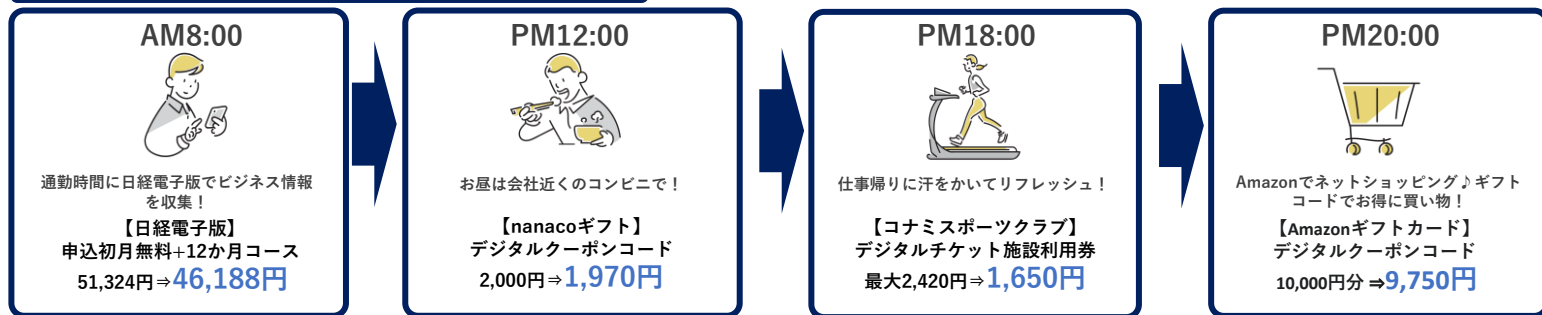 AM8:00
通勤時間に日経電子版でビジネス情報
を収集！
【日経電子版】
申込初月無料+12か月コース
51,324円⇒46,188円
PM12:00
お昼は会社近くのコンビニで！
【nanacoギフト】
デジタルクーポンコード
2,000円⇒1,970円
PM18:00
仕事帰りに汗をかいてリフレッシュ！
【コナミスポーツクラブ】
デジタルチケット施設利用券
最大2,420円⇒1,650円
PM20:00
Amazonでネットショッピング♪ギフト
コードでお得に買い物！
【Amazonギフトカード】
デジタルクーポンコード
10,000円分 ⇒9,750円